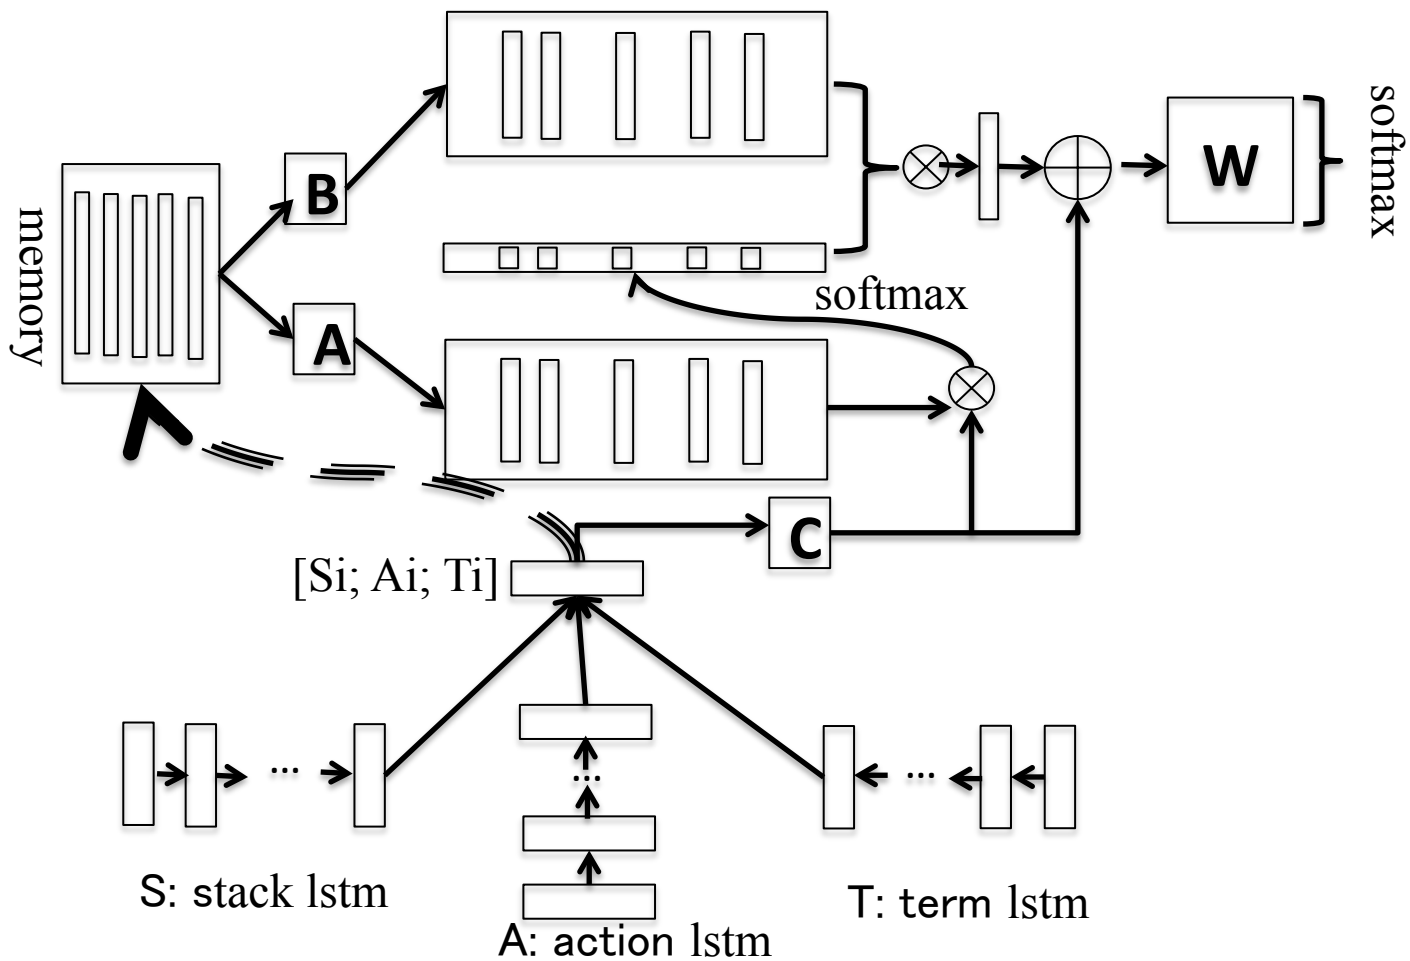 B
W
softmax
memory
softmax
A
C
[Si; Ai; Ti]
...
...
...
S: stack lstm
T: term lstm
A: action lstm